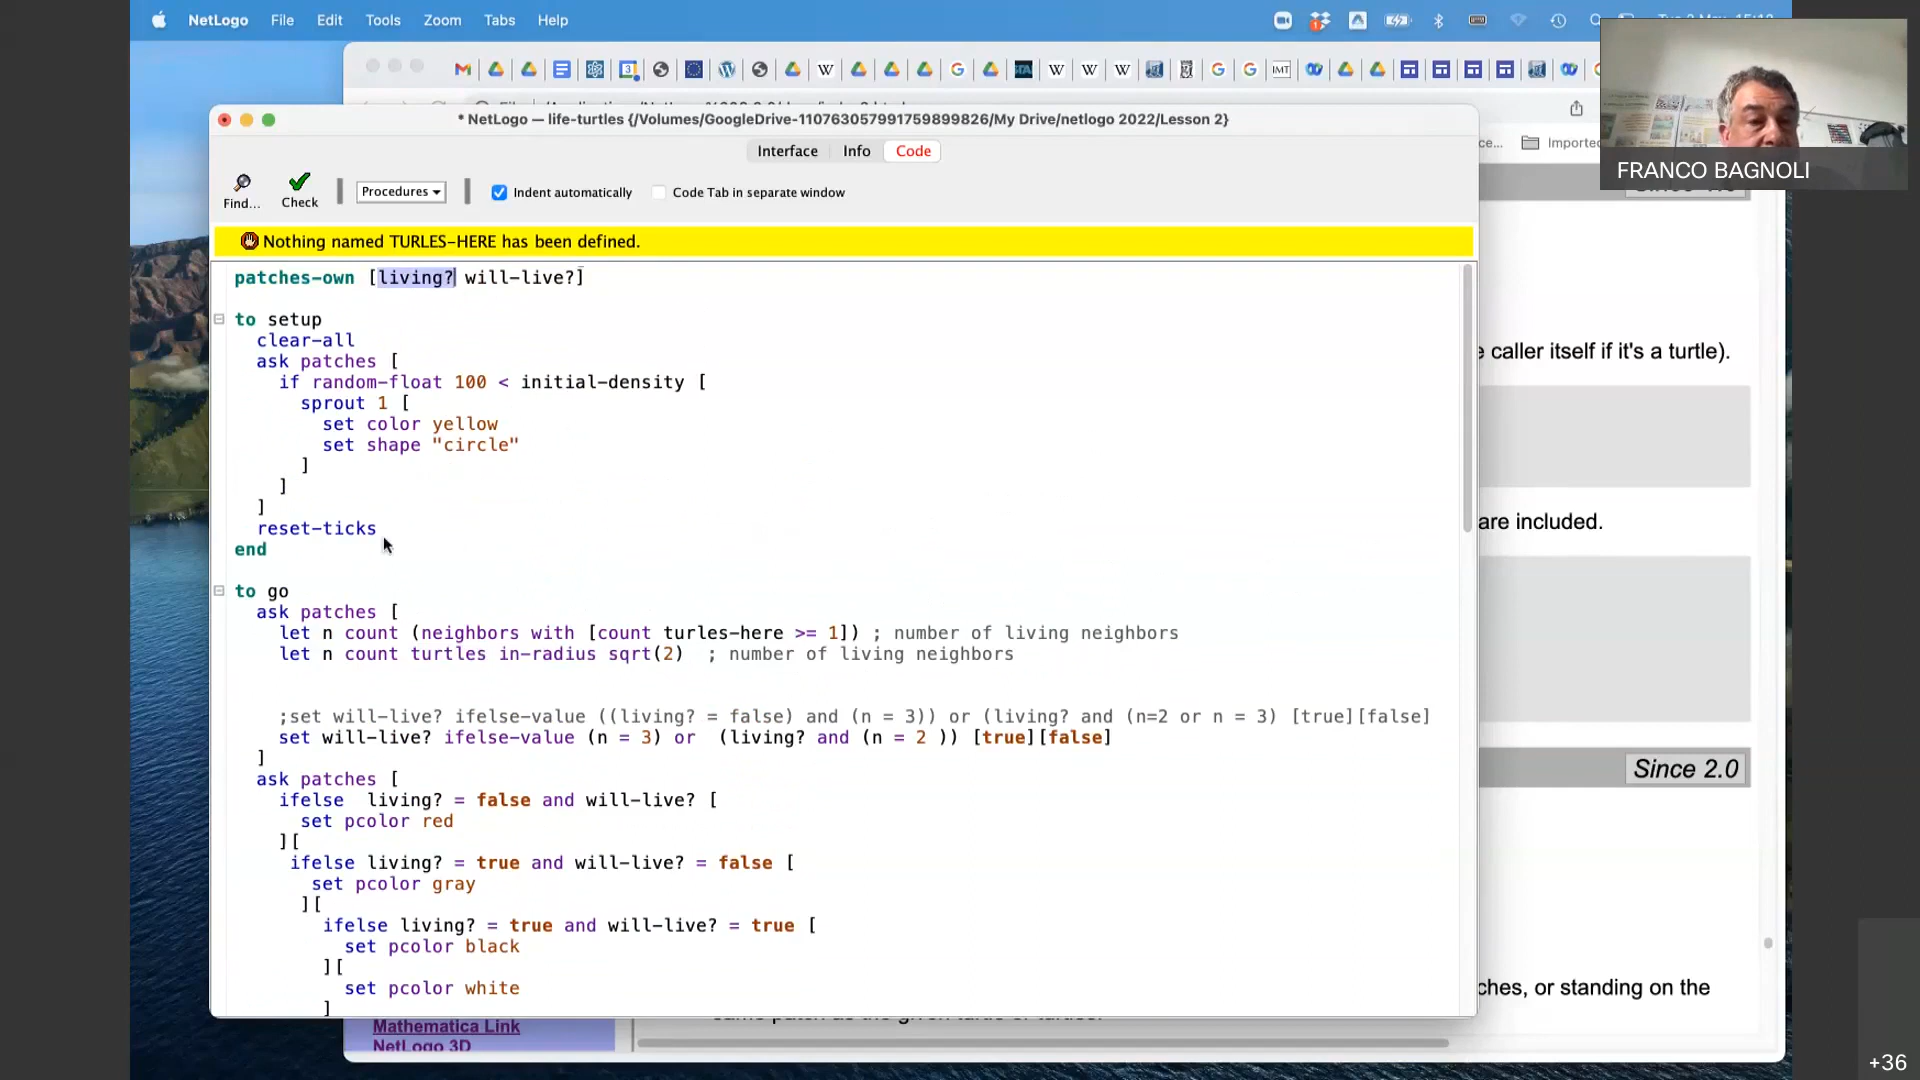 NetLogo File Edit Tools Zoom Tabs Help
* NetLogo — life-turtles {/Volumes/GoogleDrive-110763057991759899826/My Drive/netlogo 2022/Lesson 2}
Interface Info Code
Find... Check Procedures Indent automatically Code Tab in separate window
Nothing named TURLES-HERE has been defined.
patches-own [living? will-live?]
to setup
clear-all
ask patches [
if random-float 100 < initial-density [
sprout 1 [
set color yellow
set shape "circle"
]
]
]
reset-ticks
end
to go
ask patches [
let n count (neighbors with [count turles-here >= 1]) ; number of living neighbors
let n count turtles in-radius sqrt(2) ; number of living neighbors
;set will-live? ifelse-value ((living? = false) and (n = 3)) or (living? and (n=2 or n = 3) [true][false]
set will-live? ifelse-value (n = 3) or (living? and (n = 2 )) [true][false]
]
ask patches [
ifelse living? = false and will-live? [
set pcolor red
][
ifelse living? = true and will-live? = false [
set pcolor gray
][
ifelse living? = true and will-live? = true [
set pcolor black
][
set pcolor white
]
FRANCO BAGNOLI
ce... Imported
caller itself if it's a turtle).
are included.
Since 2.0
ches, or standing on the
Mathematica Link
NetLogo 3D
+36